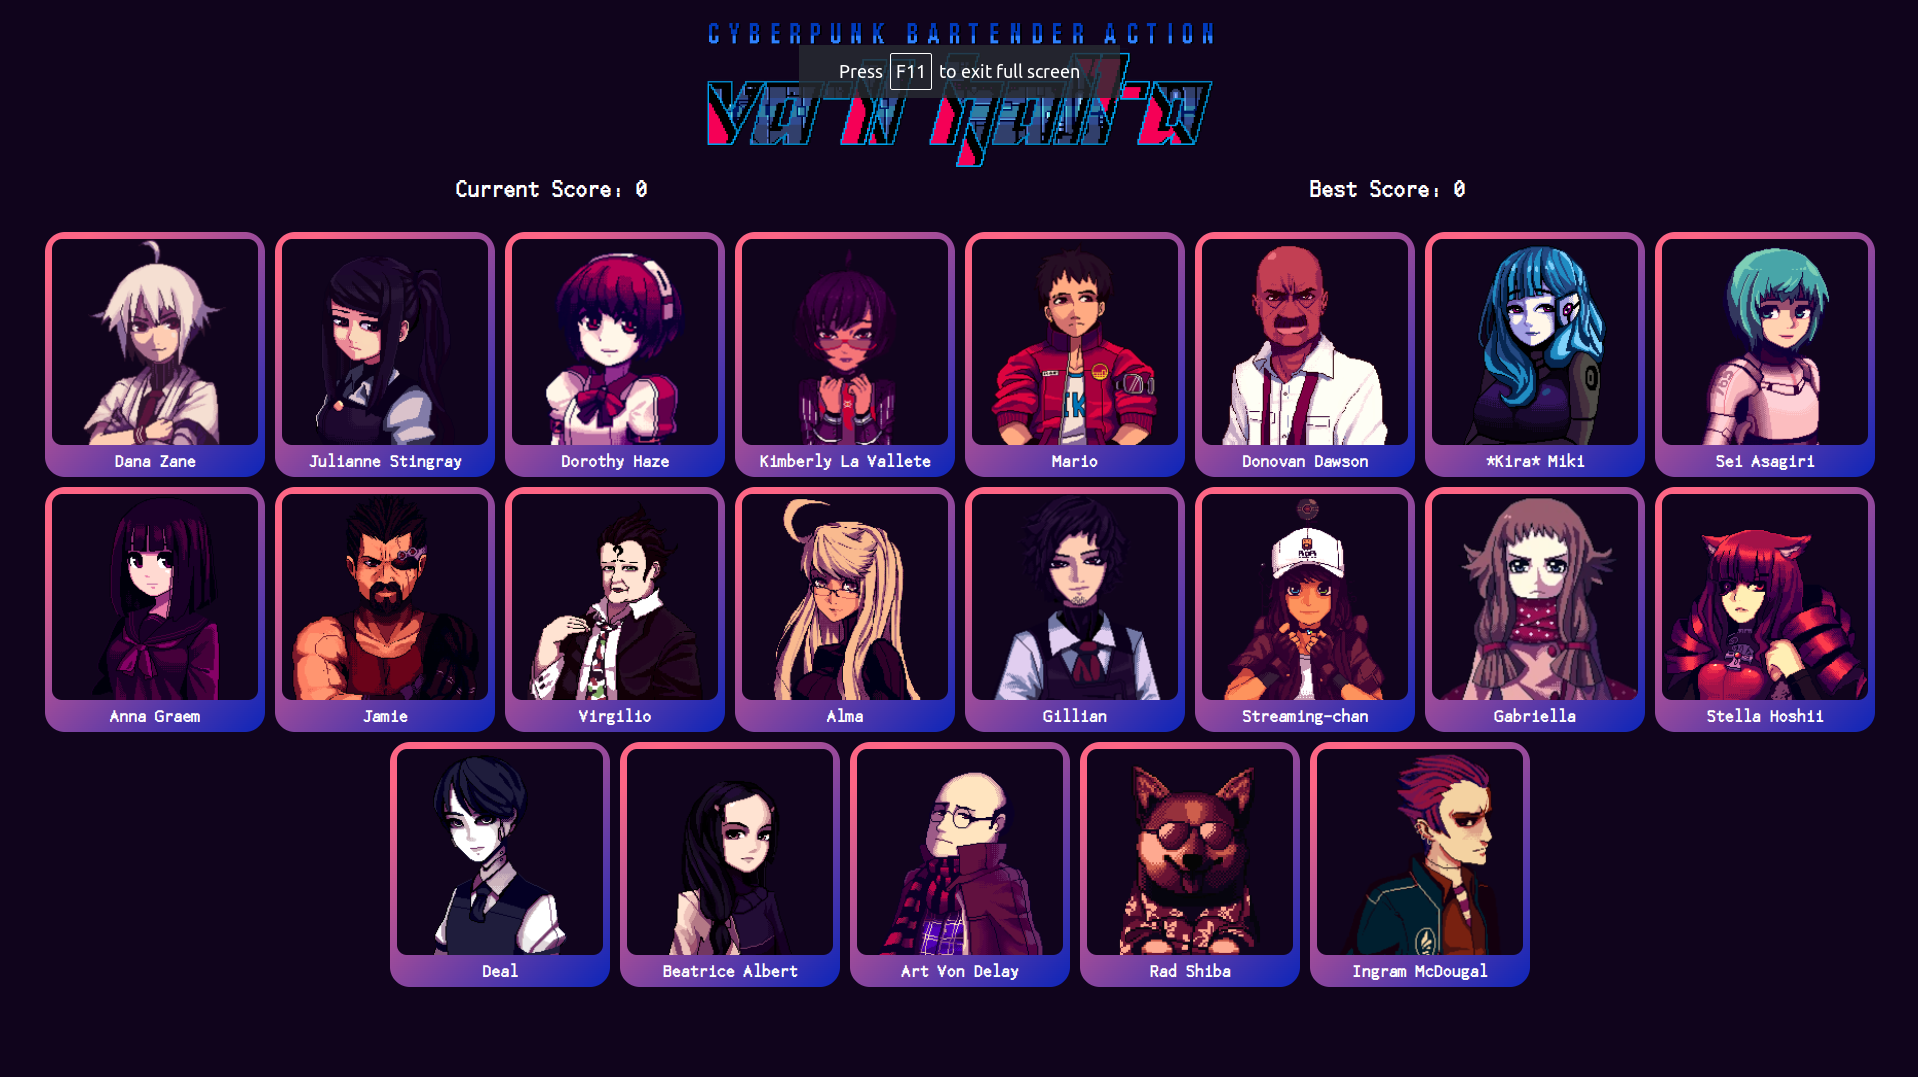 CYBERPUNK BARTENDER ACTION
Press F11 to exit full screen
va11 hall-a
Current Score: 0
Best Score: 0
Dana Zane
Julianne Stingray
Dorothy Haze
Kimberly La Vallete
Mario
Donovan Dawson
*Kira* Miki
Sei Asagiri
Anna Graem
Jamie
Virgilio
Alma
Gillian
Streaming-chan
Gabriella
Stella Hoshii
Deal
Beatrice Albert
Art Von Delay
Rad Shiba
Ingram McDougal